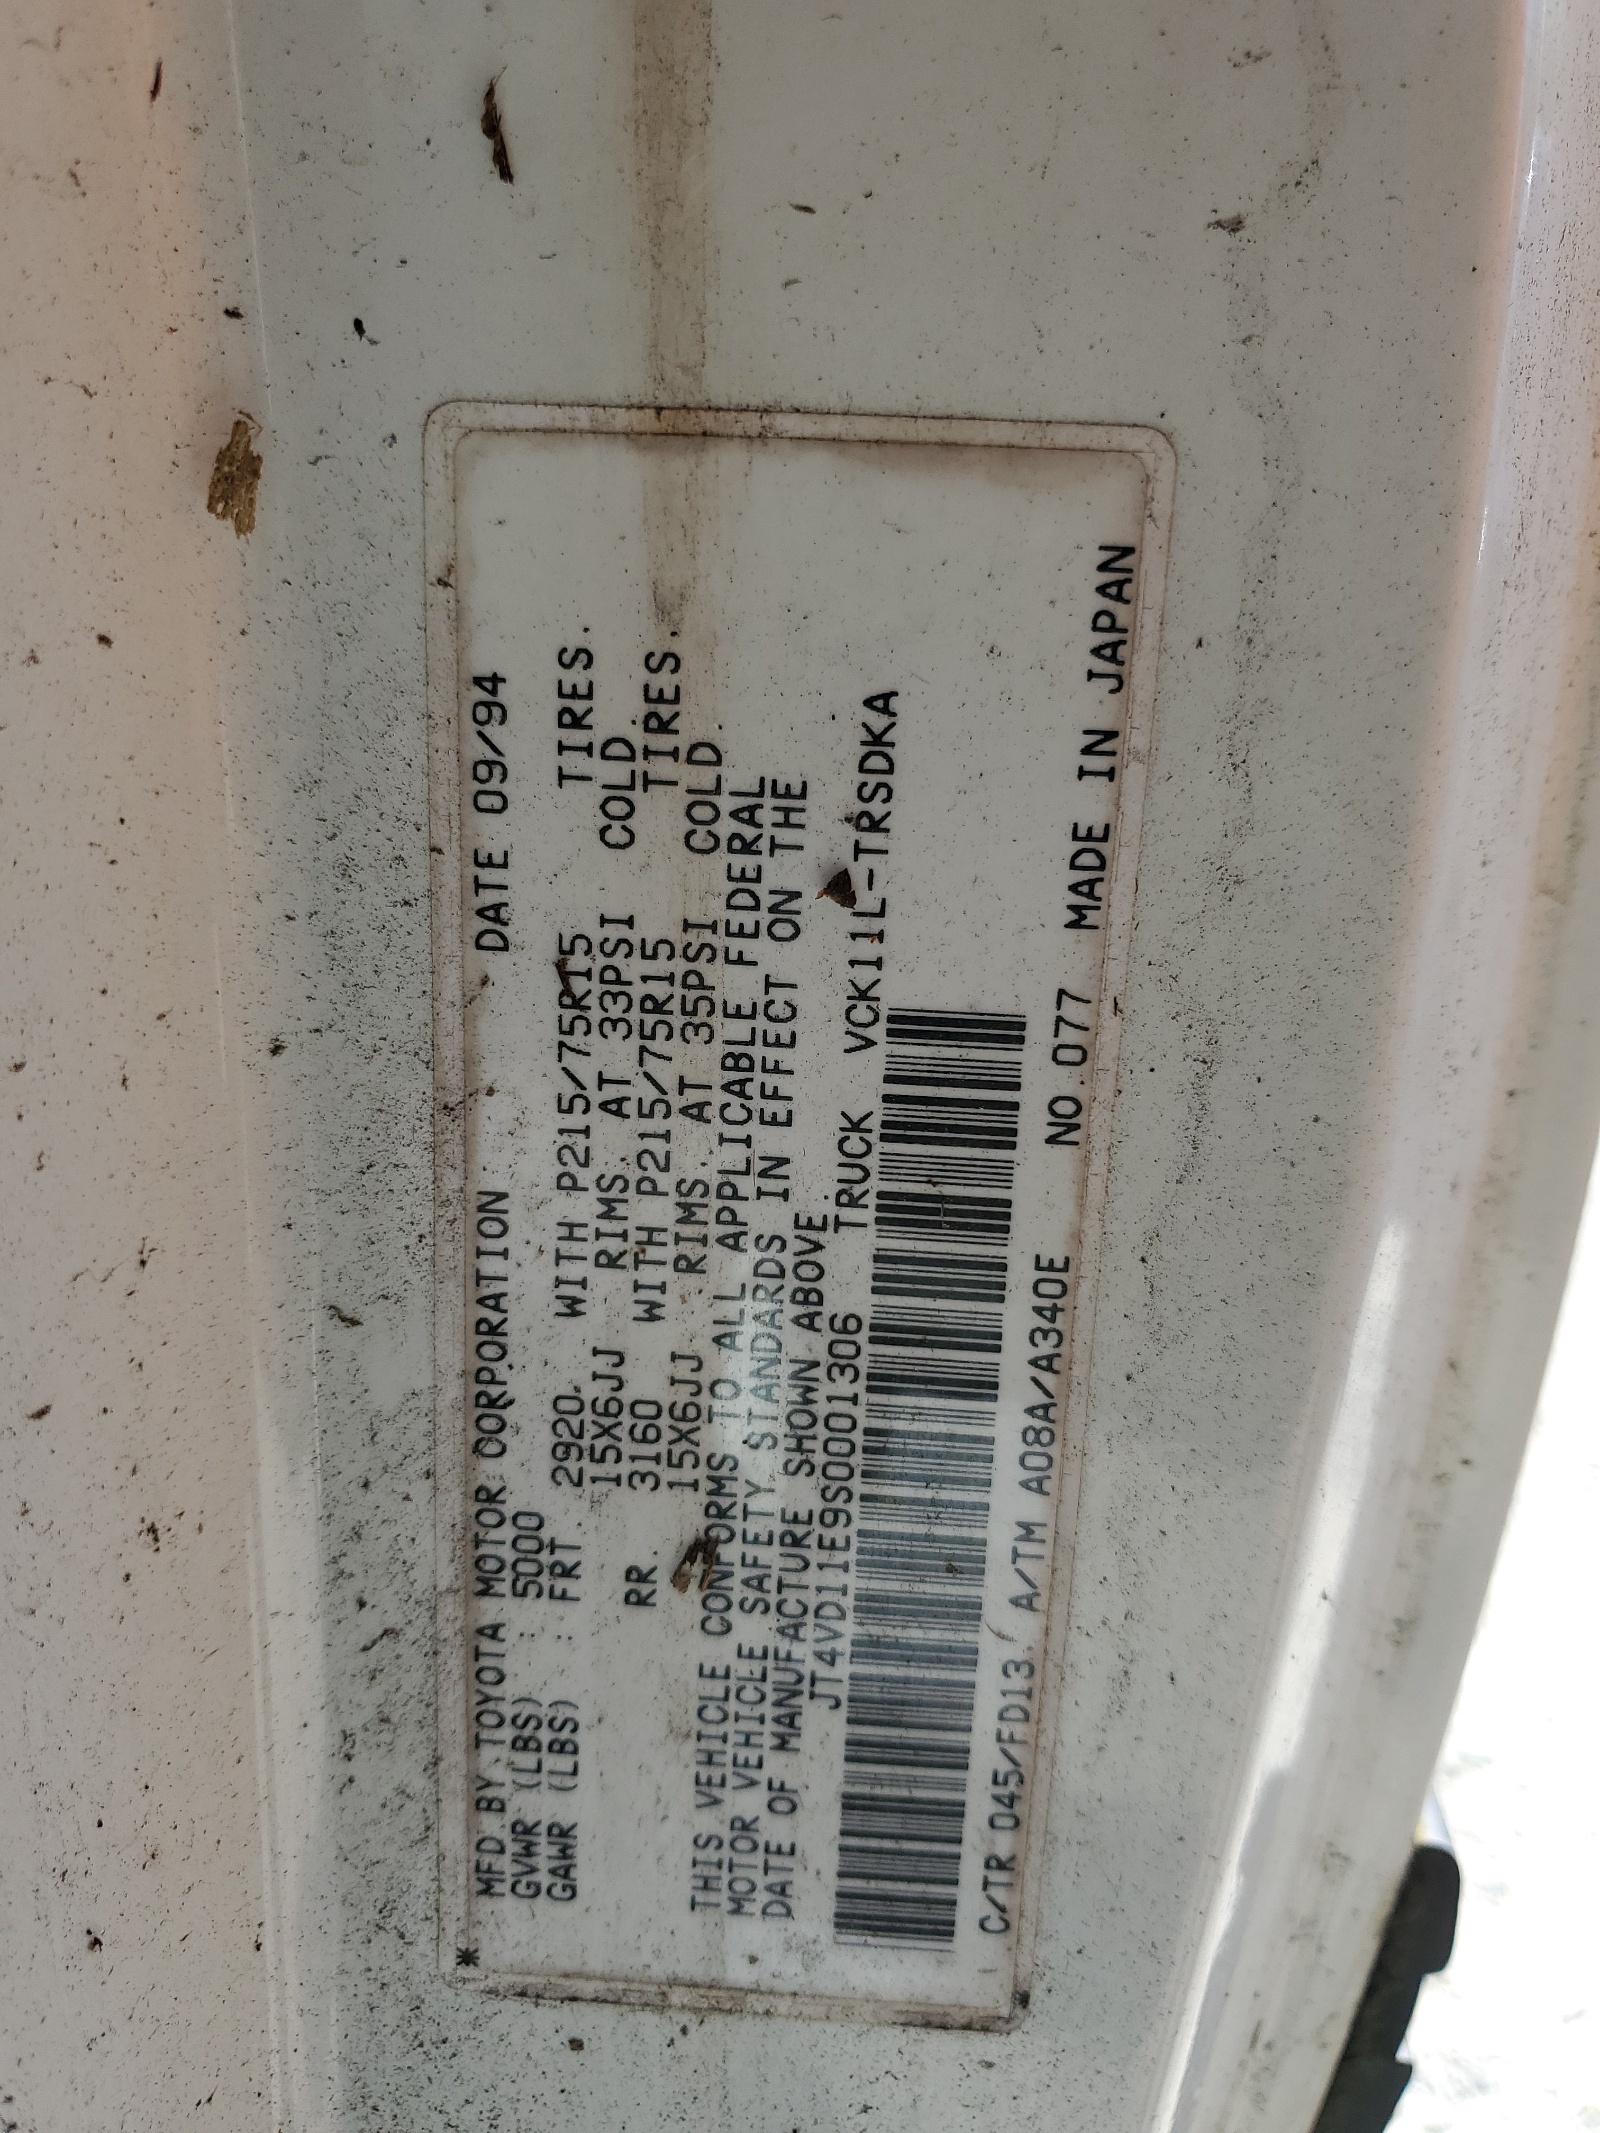 *
MFD.BY TOYOTA MOTOR CORPORATION DATE 09/94
GVWR (LBS) : 5000
GAWR (LBS) : FRT. 2920 WITH P215/75R15 TIRES.
15X6JJ RIMS. AT 33PSI COLD.
RR. 3160 WITH P215/75R15 TIRES.
15X6JJ RIMS. AT 35PSI COLD.
THIS VEHICLE CONFORMS TO ALL APPLICABLE FEDERAL
MOTOR VEHICLE SAFETY STANDARDS IN EFFECT ON THE
DATE OF MANUFACTURE SHOWN ABOVE.
JT4VD11E9S0001306 TRUCK VCK11L-TRSDKA
C/TR 045/FD13. A/TM A08A/A340E NO.077 MADE IN JAPAN